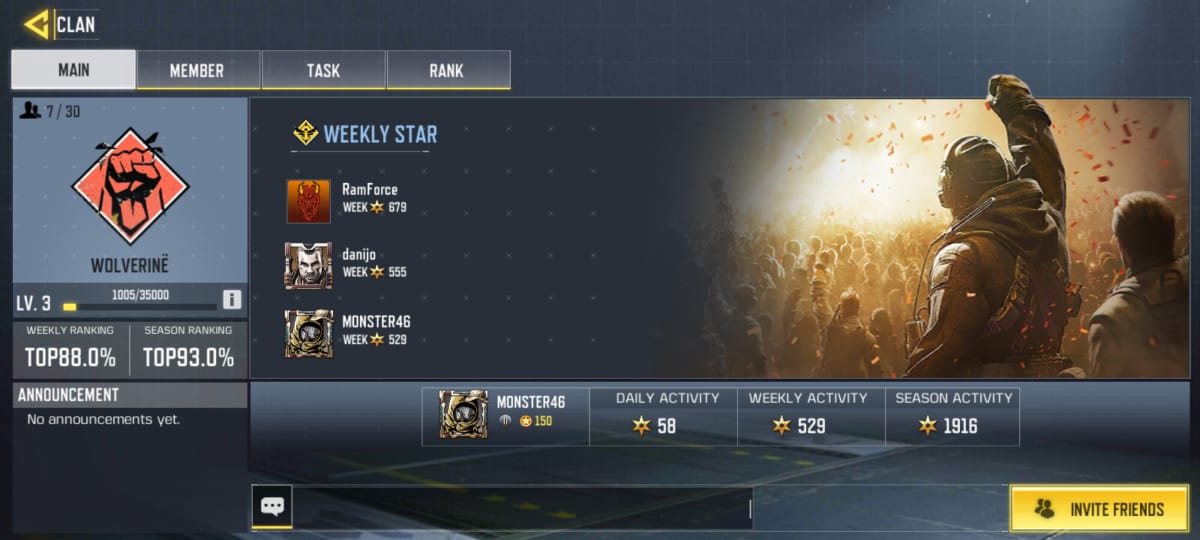 CLAN
MAIN
MEMBER
TASK
RANK
7 / 30
WOLVERINË
LV. 3
1005/35000
i
WEEKLY RANKING
TOP88.0%
SEASON RANKING
TOP93.0%
ANNOUNCEMENT
No announcements yet.
WEEKLY STAR
RamForce
WEEK 679
danijo
WEEK 555
MONSTER46
WEEK 529
MONSTER46
150
DAILY ACTIVITY
58
WEEKLY ACTIVITY
529
SEASON ACTIVITY
1916
INVITE FRIENDS